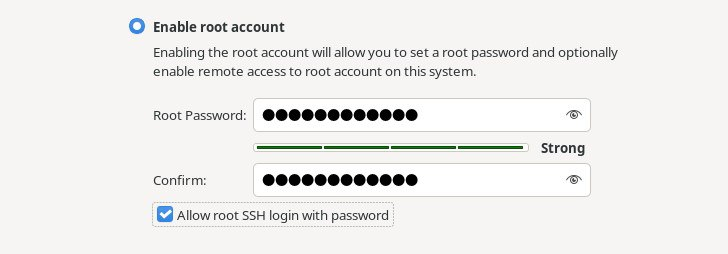 Enable root account
Enabling the root account will allow you to set a root password and optionally
enable remote access to root account on this system.
Root Password: ●●●●●●●●●●●●
Strong
Confirm: ●●●●●●●●●●●●
Allow root SSH login with password